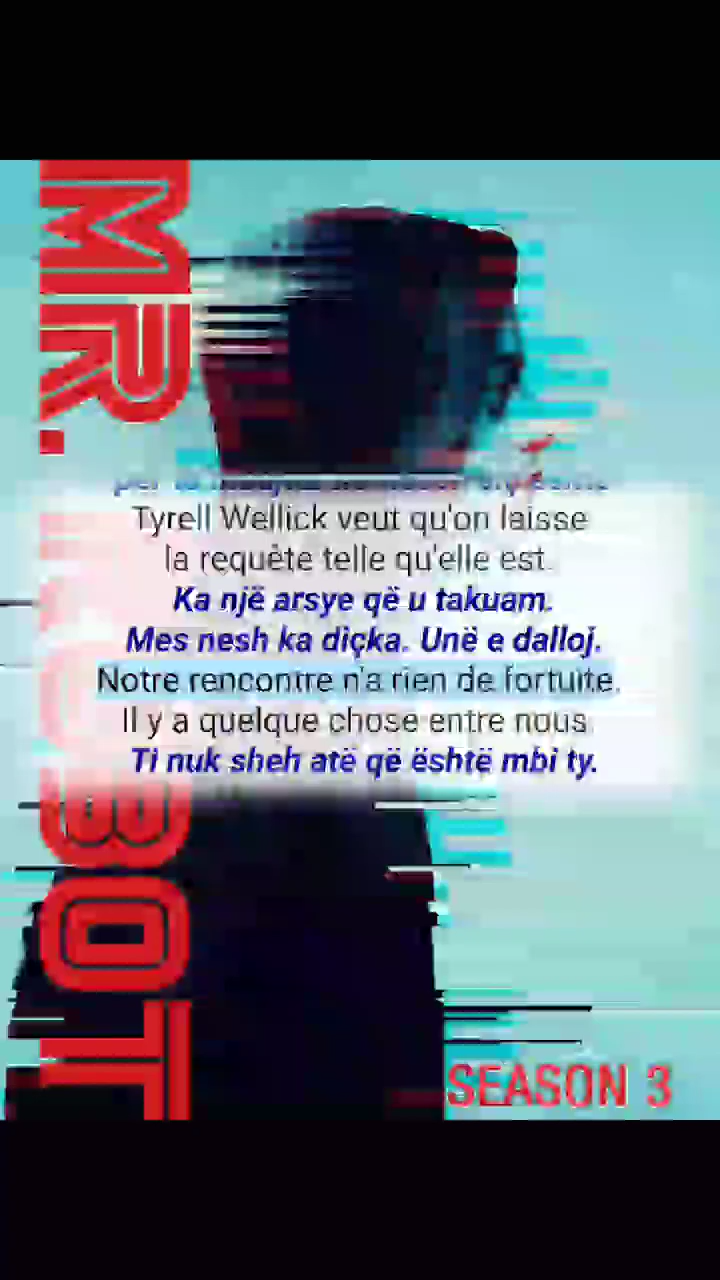 MR. ROBOT
Tyrell Wellick veut qu'on laisse
la requête telle qu'elle est.
Ka një arsye që u takuam.
Mes nesh ka diçka. Unë e dalloj.
Notre rencontre n'a rien de fortuite.
Il y a quelque chose entre nous.
Ti nuk sheh atë që është mbi ty.
SEASON 3